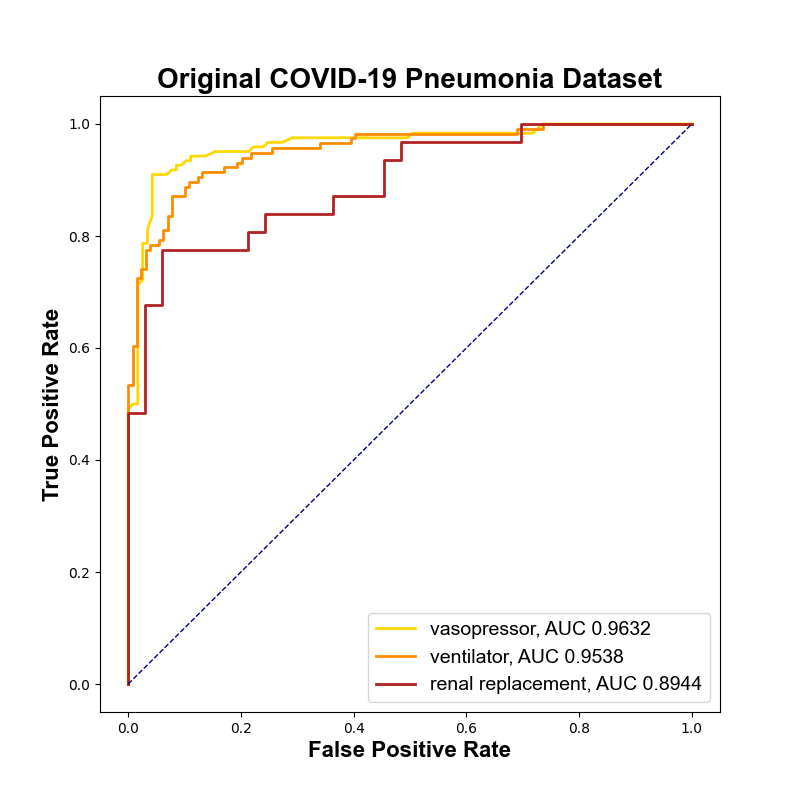 Original COVID-19 Pneumonia Dataset
1.0
0.8
0.6
0.4
0.2
0.0
True Positive Rate
vasopressor, AUC 0.9632
ventilator, AUC 0.9538
renal replacement, AUC 0.8944
0.0 0.2 0.4 0.6 0.8 1.0
False Positive Rate